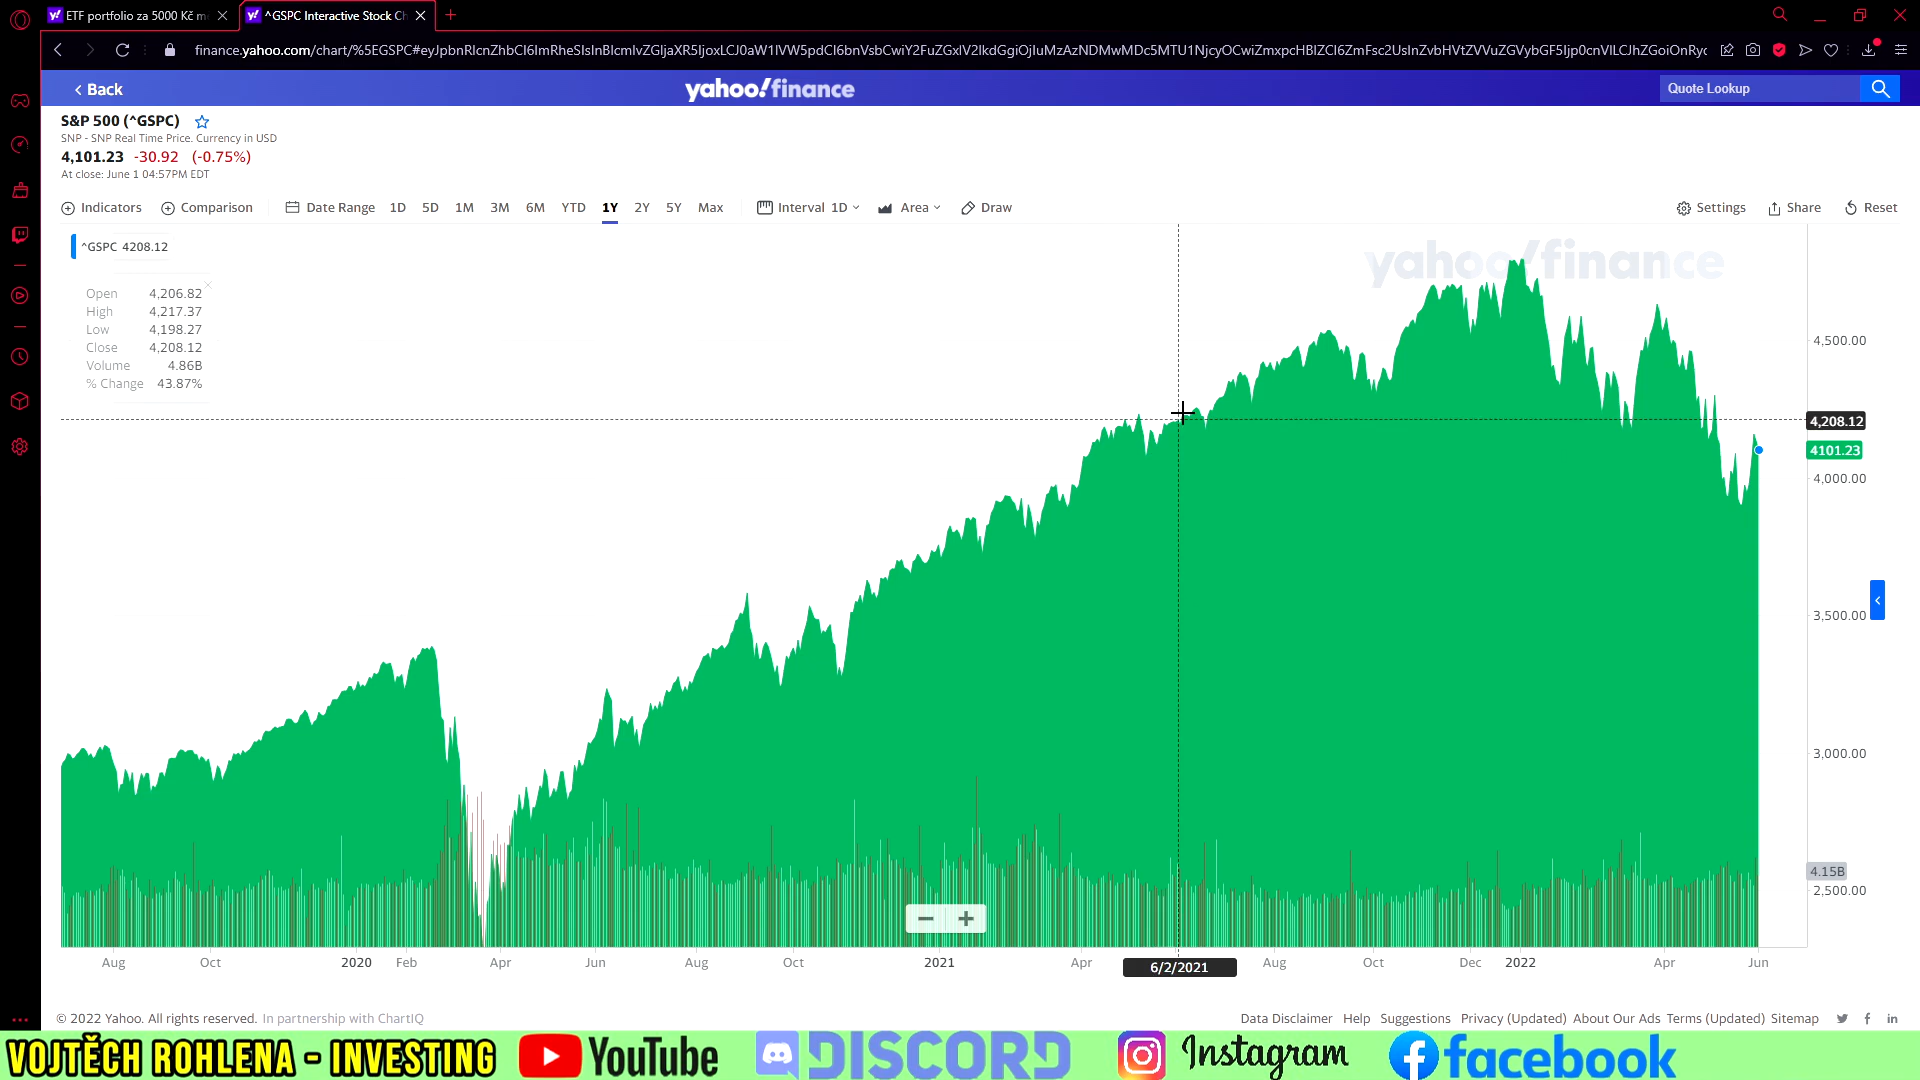 ETF portfolio za 5000 Kč m
^GSPC Interactive Stock Ch
finance.yahoo.com/chart/%5EGSPC#
Back
yahoo!finance
Quote Lookup
S&P 500 (^GSPC)
SNP - SNP Real Time Price. Currency in USD
4,101.23 -30.92 (-0.75%)
At close: June 1 04:57PM EDT
Indicators Comparison Date Range 1D 5D 1M 3M 6M YTD 1Y 2Y 5Y Max Interval 1D Area Draw Settings Share Reset
^GSPC 4208.12
yahoo!finance
Open 4,206.82
High 4,217.37
Low 4,198.27
Close 4,208.12
Volume 4.86B
% Change 43.87%
4,500.00
4,208.12
4101.23
4,000.00
3,500.00
3,000.00
4.15B
2,500.00
Aug Oct 2020 Feb Apr Jun Aug Oct 2021 Apr 6/2/2021 Aug Oct Dec 2022 Apr Jun
© 2022 Yahoo. All rights reserved. In partnership with ChartIQ
Data Disclaimer Help Suggestions Privacy (Updated) About Our Ads Terms (Updated) Sitemap
VOJTĚCH ROHLENA - INVESTING YouTube DISCORD Instagram facebook